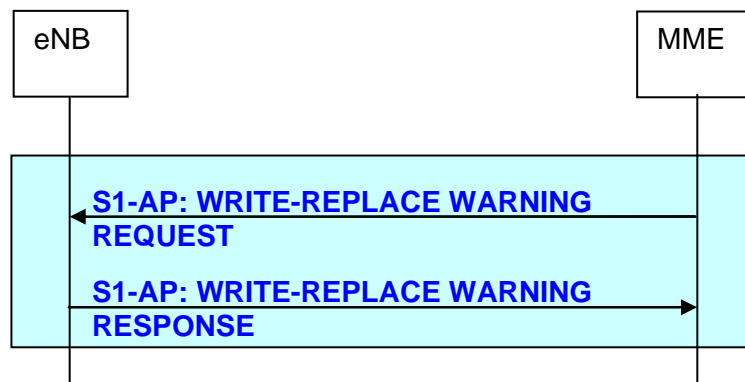 eNB
MME
S1-AP: WRITE-REPLACE WARNING
REQUEST
S1-AP: WRITE-REPLACE WARNING
RESPONSE